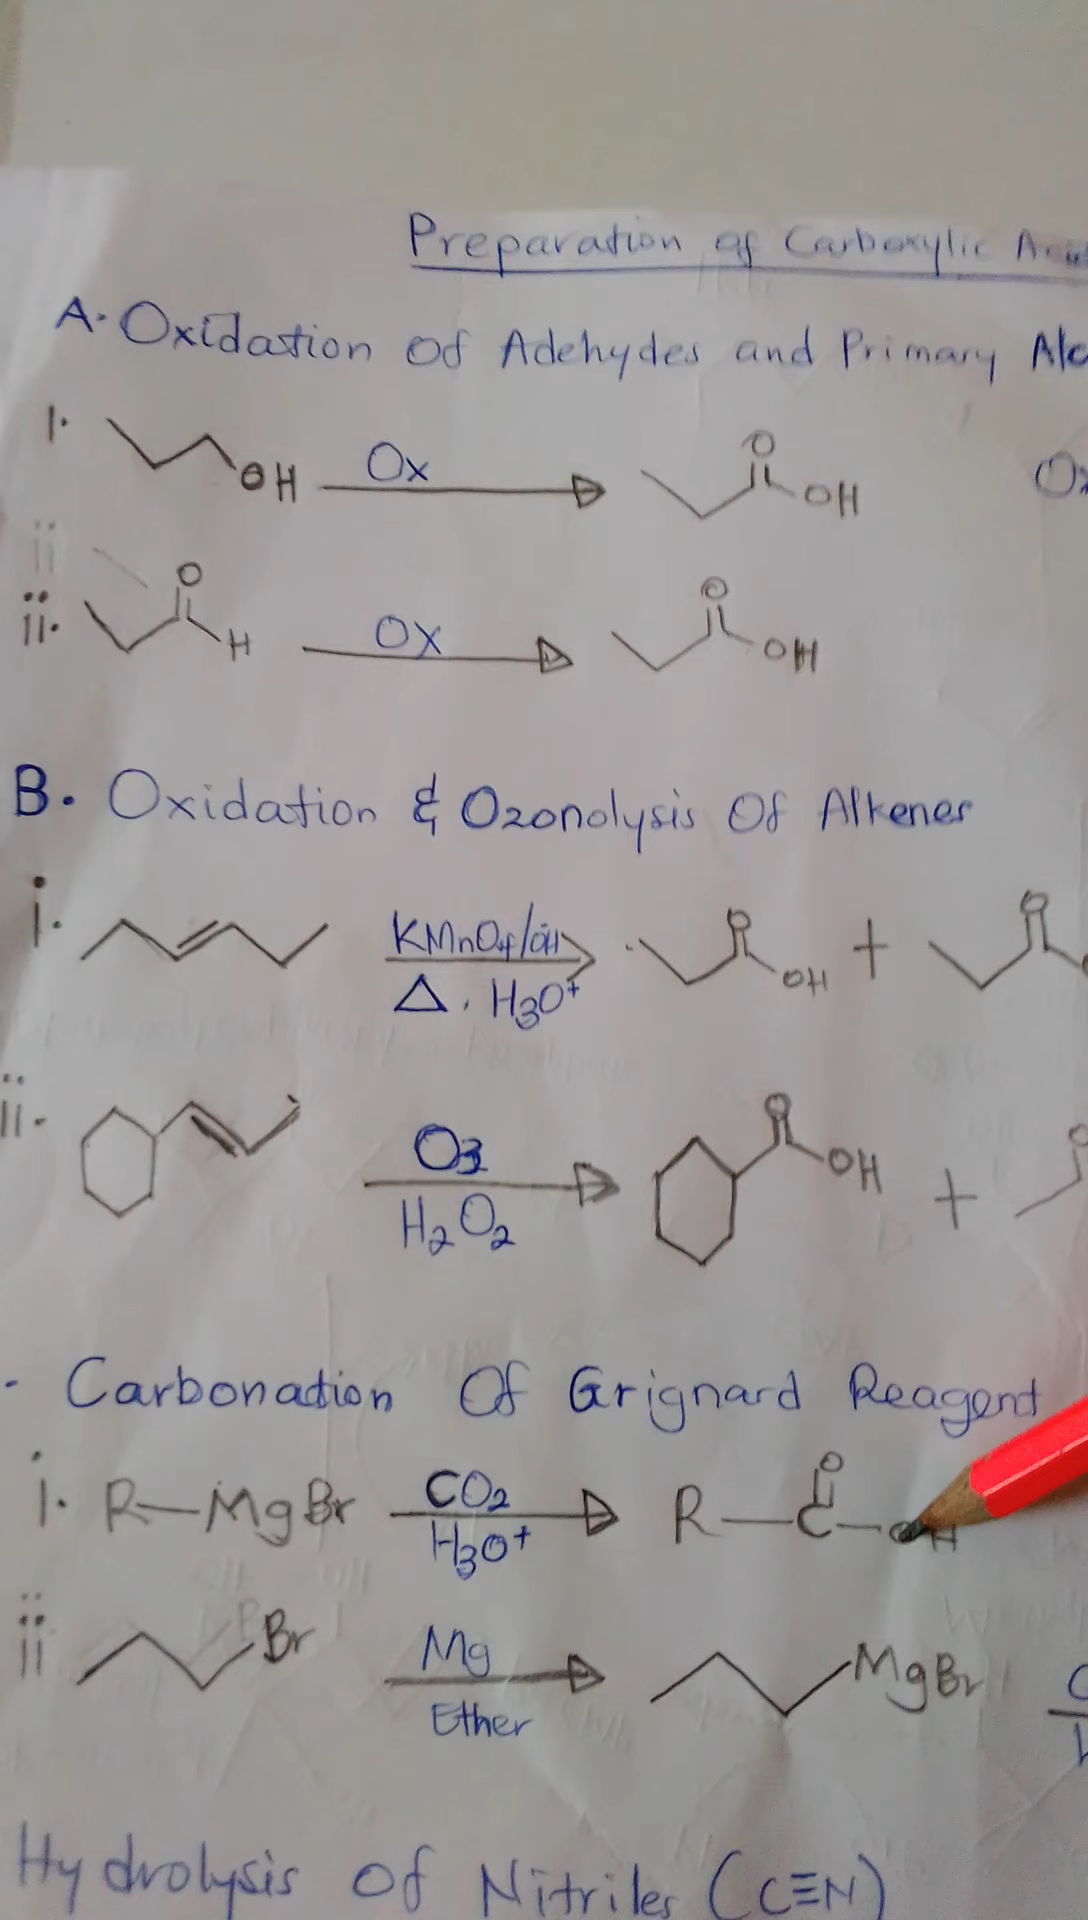 Preparation of Carboxylic
A. Oxidation Of Adehydes and Primary
1. OH Ox O OH
ii
ii. O H OX O OH
B. Oxidation & Ozonolysis Of Alkenes
i. KMnO4/ŌH O OH + O
Δ, H3O+
ii. O3 O OH + O
H2O2
- Carbonation Of Grignard Reagent
i. R—MgBr CO2 R—C—OH O
H3O+
ii Br Mg MgBr
Ether
Hydrolysis Of Nitriles (C≡N)